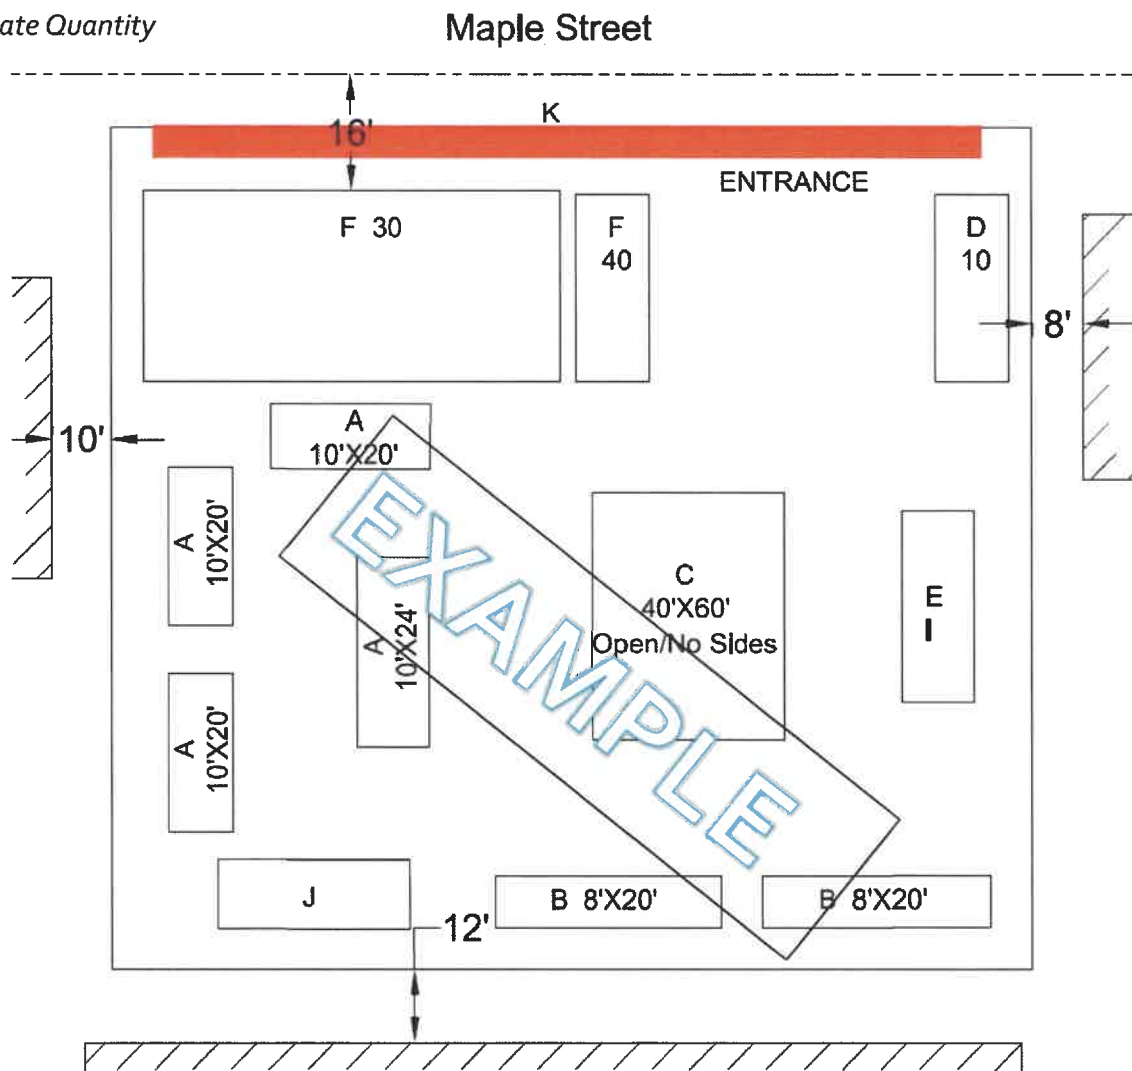 ate Quantity
Maple Street
K
16'
ENTRANCE
F 30
F
40
D
10
8'
10'
A
10'X20'
A
10'X20'
EXAMPLE
C
40'X60'
Open/No Sides
E
I
A
10'X24'
A
10'X20'
J
B 8'X20'
B 8'X20'
12'